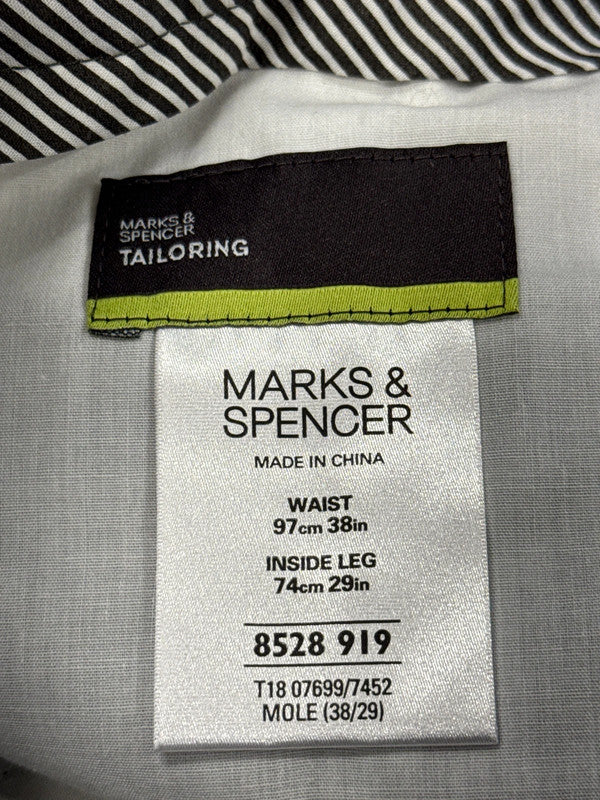 MARKS &
SPENCER
TAILORING
MARKS &
SPENCER
MADE IN CHINA
WAIST
97cm 38in
INSIDE LEG
74cm 29in
8528 919
T18 07699/7452
MOLE (38/29)